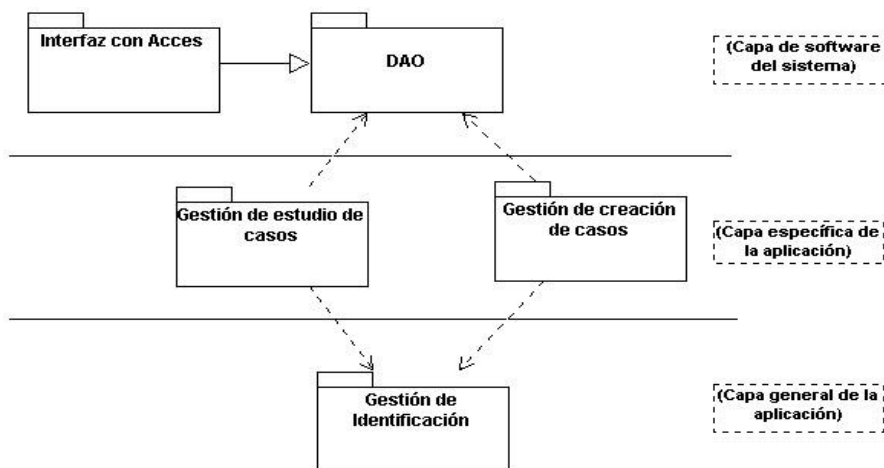 Interfaz con Acces
DAO
(Capa de software
del sistema)
Gestión de estudio de
casos
Gestión de creación
de casos
(Capa específica de
la aplicación)
Gestión de
Identificación
(Capa general de la
aplicación)